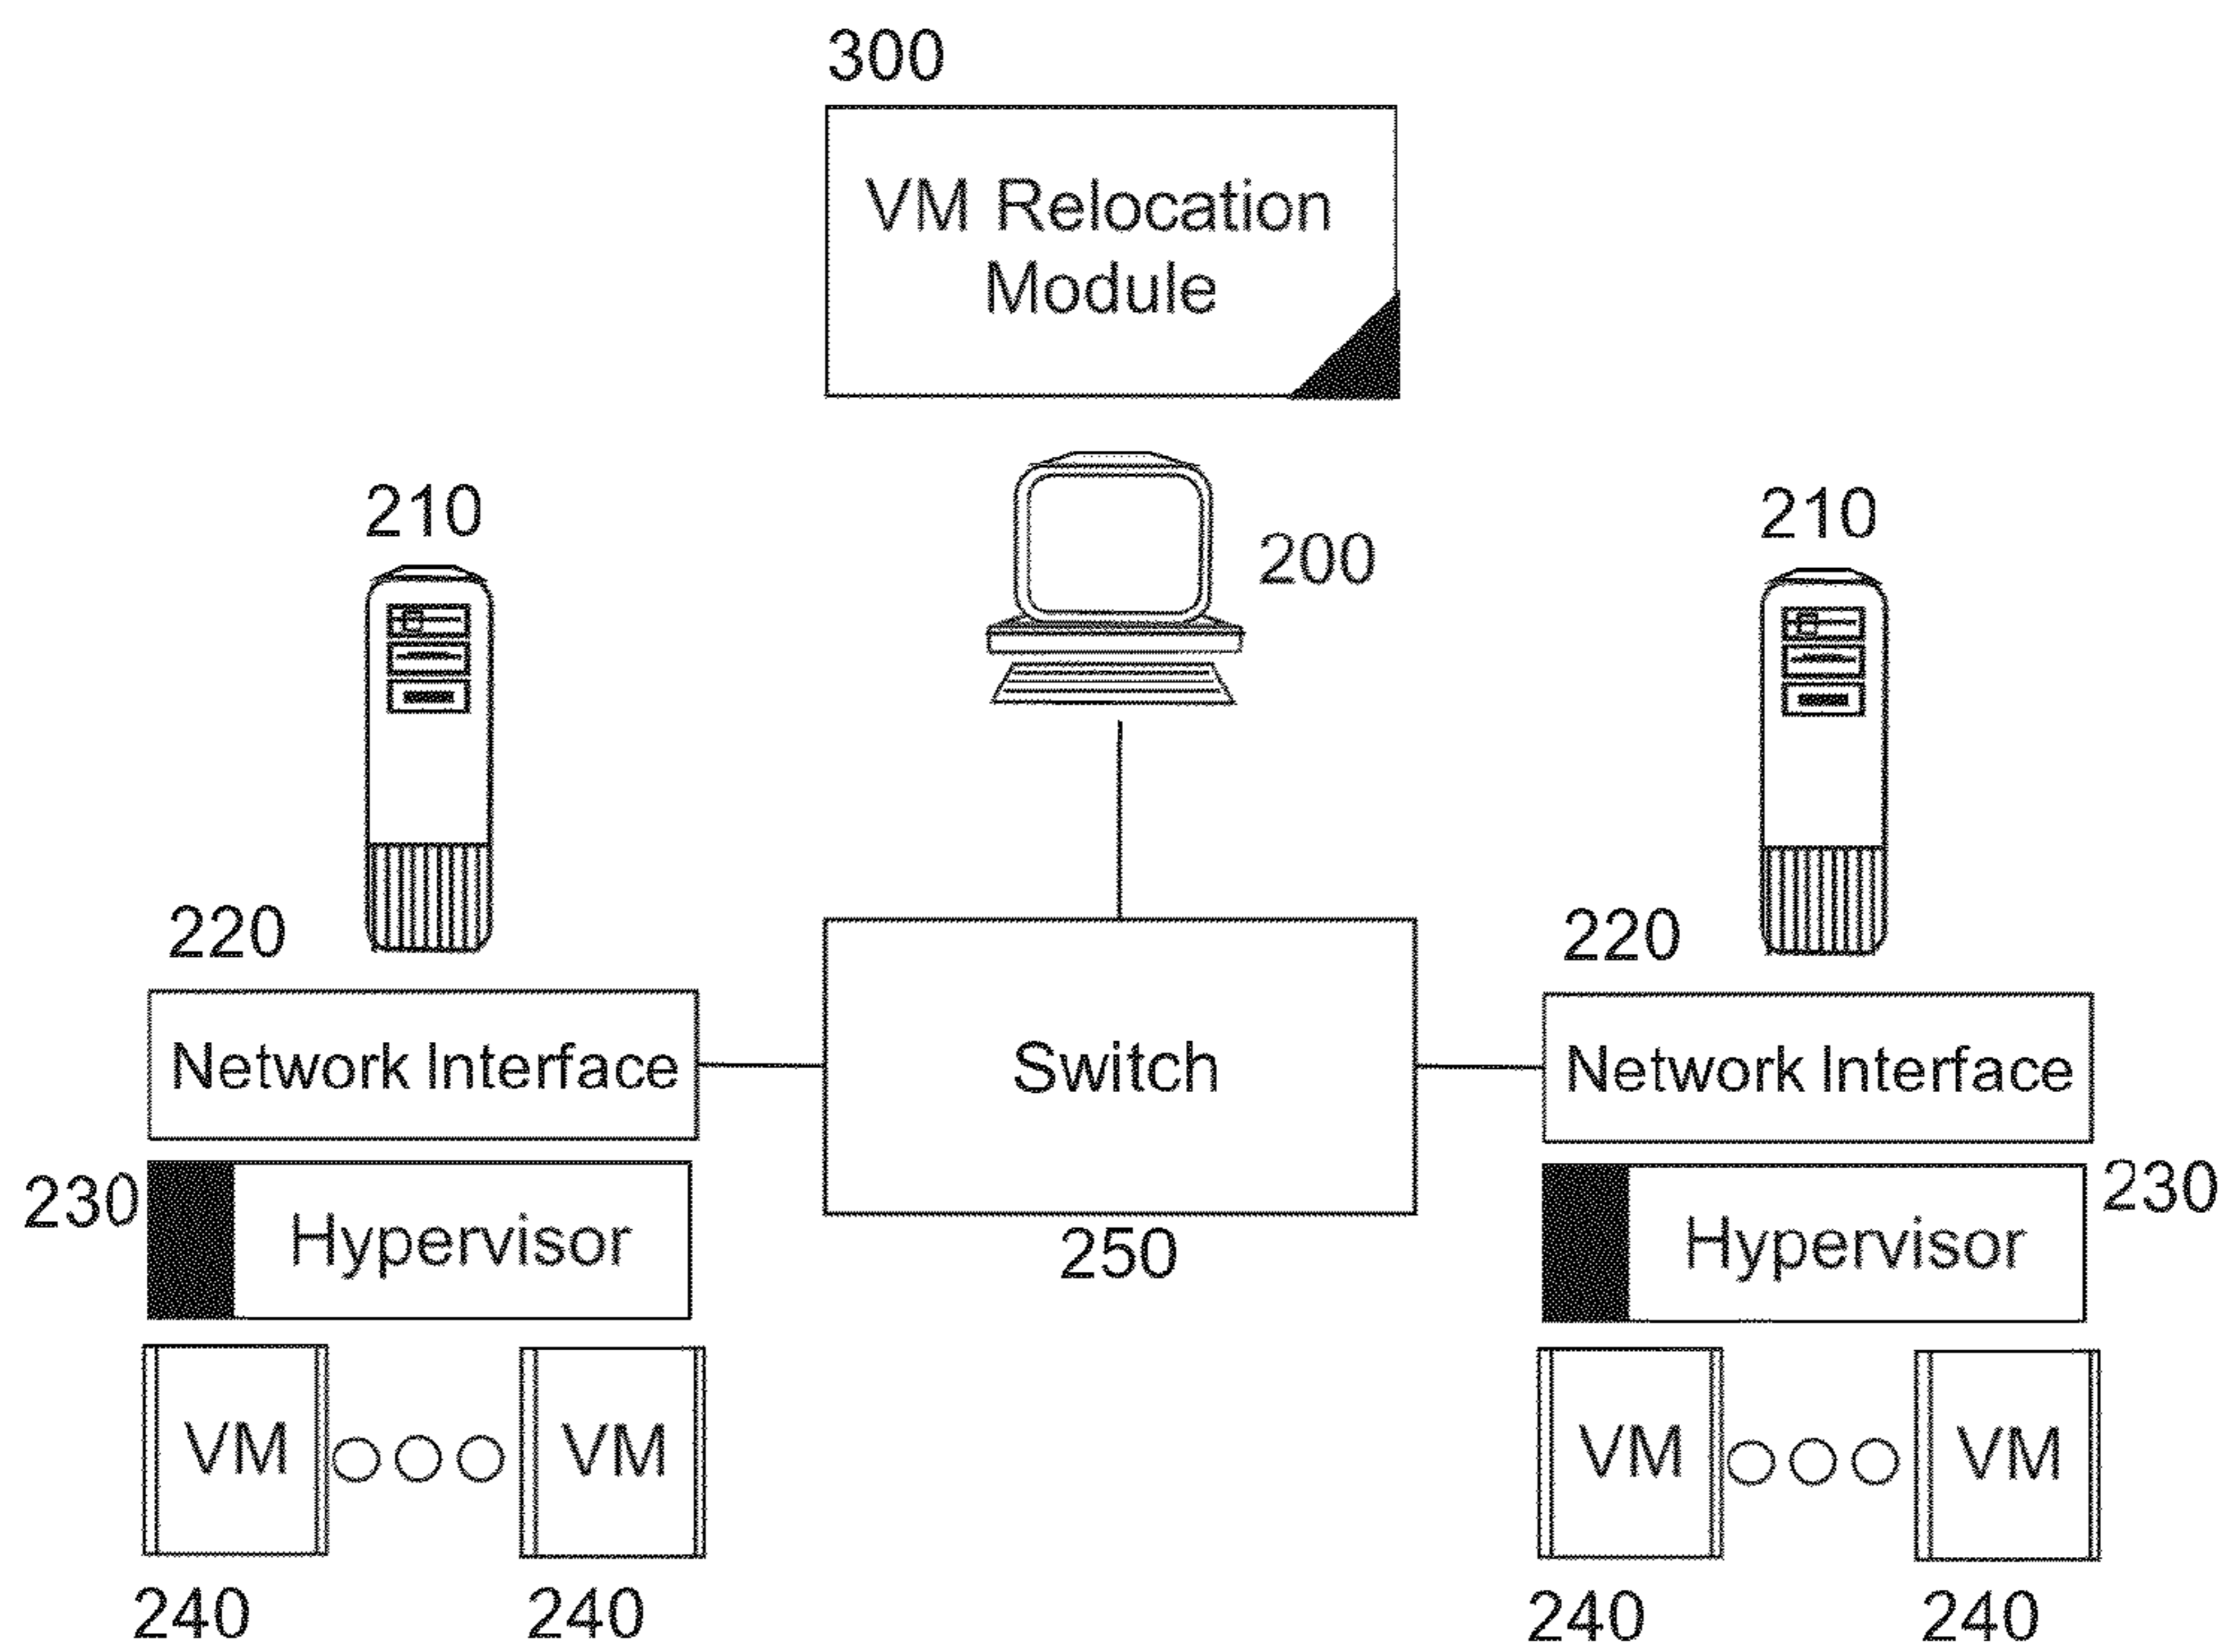 300
VM Relocation
Module
210
200
210
220
220
Network Interface
Switch
Network Interface
230
Hypervisor
250
Hypervisor
230
VM
VM
VM
VM
240
240
240
240